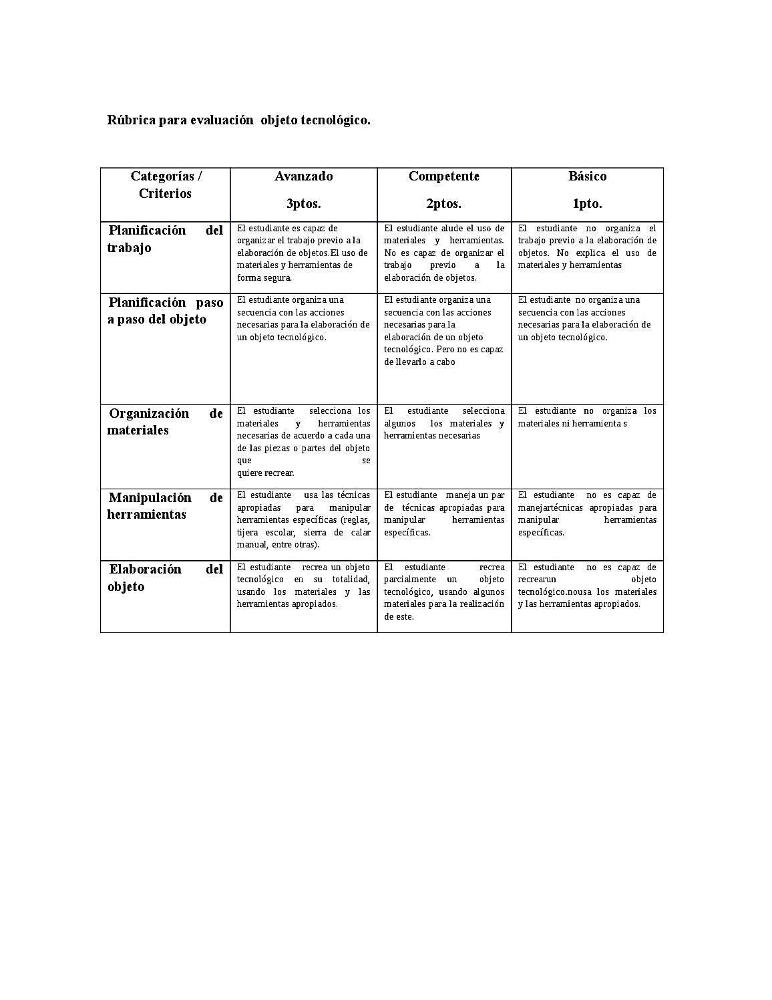 Rúbrica para evaluación objeto tecnológico.
Categorías /
Criterios
Avanzado
3ptos.
Competente
2ptos.
Básico
1pto.
Planificación del
trabajo
El estudiante es capaz de
organizar el trabajo previo a la
elaboración de objetos.El uso de
materiales y herramientas de
forma segura.
El estudiante alude el uso de
materiales y herramientas.
No es capaz de organizar el
trabajo previo a la
elaboración de objetos.
El estudiante no organiza el
trabajo previo a la elaboración de
objetos. No explica el uso de
materiales y herramientas
Planificación paso
a paso del objeto
El estudiante organiza una
secuencia con las acciones
necesarias para la elaboración de
un objeto tecnológico.
El estudiante organiza una
secuencia con las acciones
necesarias para la
elaboración de un objeto
tecnológico. Pero no es capaz
de llevarlo a cabo
El estudiante no organiza una
secuencia con las acciones
necesarias para la elaboración de
un objeto tecnológico.
Organización de
materiales
El estudiante selecciona los
materiales y herramientas
necesarias de acuerdo a cada una
de las piezas o partes del objeto
que se
quiere recrear.
El estudiante selecciona
algunos los materiales y
herramientas necesarias
El estudiante no organiza los
materiales ni herramienta s
Manipulación de
herramientas
El estudiante usa las técnicas
apropiadas para manipular
herramientas específicas (reglas,
tijera escolar, sierra de calar
manual, entre otras).
El estudiante maneja un par
de técnicas apropiadas para
manipular herramientas
específicas.
El estudiante no es capaz de
manejartécnicas apropiadas para
manipular herramientas
específicas.
Elaboración del
objeto
El estudiante recrea un objeto
tecnológico en su totalidad,
usando los materiales y las
herramientas apropiados.
El estudiante recrea
parcialmente un objeto
tecnológico, usando algunos
materiales para la realización
de este.
El estudiante no es capaz de
recrearun objeto
tecnológico.nousa los materiales
y las herramientas apropiados.